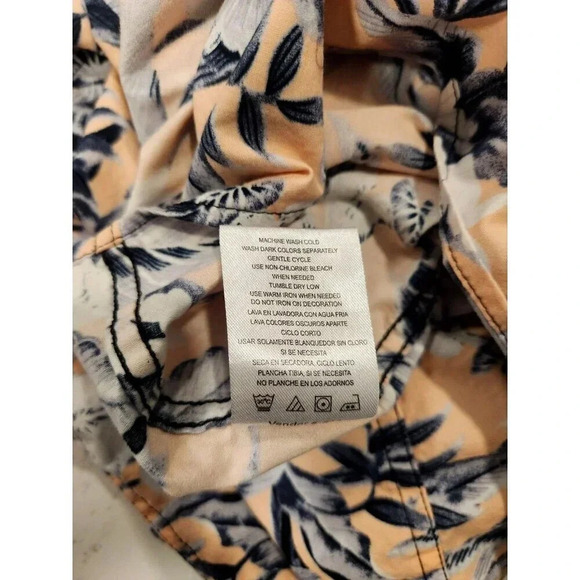 MACHINE WASH COLD
WASH DARK COLORS SEPARATELY
GENTLE CYCLE
USE NON-CHLORINE BLEACH
WHEN NEEDED
TUMBLE DRY LOW
USE WARM IRON WHEN NEEDED
DO NOT IRON ON DECORATION
LAVA EN LAVADORA CON AGUA FRIA
LAVA COLORES OSCUROS APARTE
CICLO CORTO
USAR SOLAMENTE BLANQUEDOR SIN CLORO
SI SE NECESITA
SECA EN SECADORA, CICLO LENTO
PLANCHA TIBIA, SI SE NECESITA
NO PLANCHE EN LOS ADORNOS
30°C